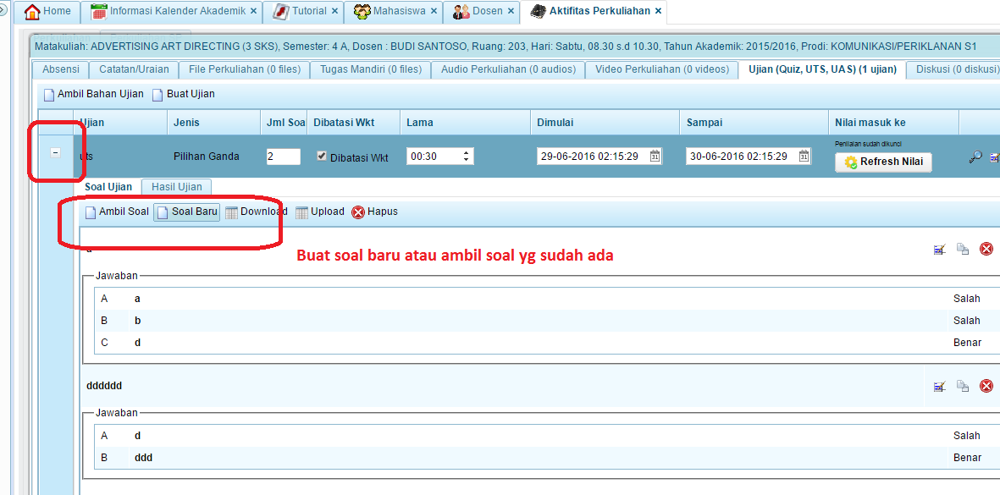 Home Informasi Kalender Akademik × Tutorial × Mahasiswa × Dosen × Aktifitas Perkuliahan ×
Matakuliah: ADVERTISING ART DIRECTING (3 SKS), Semester: 4 A, Dosen : BUDI SANTOSO, Ruang: 203, Hari: Sabtu, 08.30 s.d 10.30, Tahun Akademik: 2015/2016, Prodi: KOMUNIKASI/PERIKLANAN S1
Absensi Catatan/Uraian File Perkuliahan (0 files) Tugas Mandiri (0 files) Audio Perkuliahan (0 audios) Video Perkuliahan (0 videos) Ujian (Quiz, UTS, UAS) (1 ujian) Diskusi (0 diskusi)
Ambil Bahan Ujian Buat Ujian
Ujian Jenis Jml Soa Dibatasi Wkt Lama Dimulai Sampai Nilai masuk ke
uts Pilihan Ganda 2 Dibatasi Wkt 00:30 29-06-2016 02:15:29 30-06-2016 02:15:29 Penilaian sudah dikunci
Refresh Nilai
Soal Ujian Hasil Ujian
Ambil Soal Soal Baru Download Upload Hapus
Buat soal baru atau ambil soal yg sudah ada
Jawaban
A a Salah
B b Salah
C d Benar
dddddd
Jawaban
A d Salah
B ddd Benar